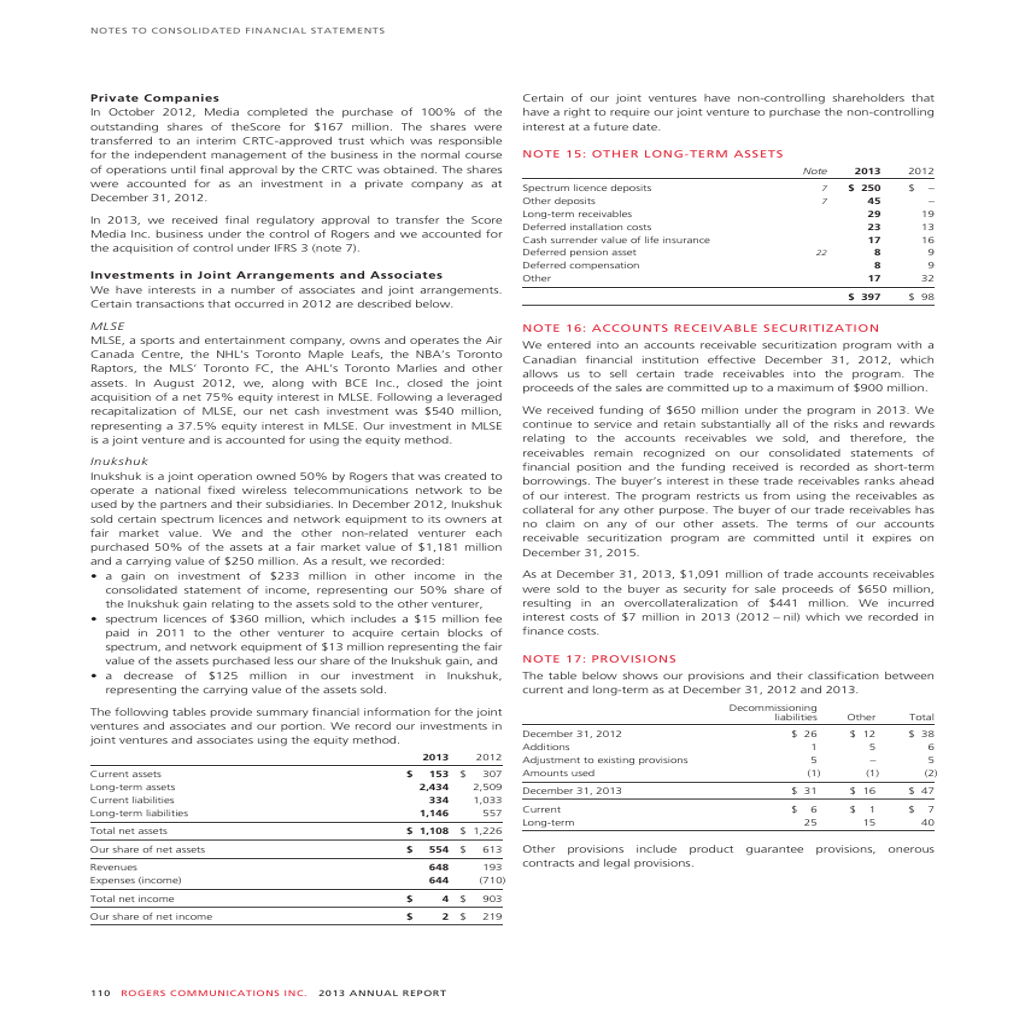 NOTES TO CONSOLIDATED FINANCIAL STATEMENTS
Private Companies
In October 2012, Media completed the purchase of 100% of the
outstanding shares of theScore for $167 million. The shares were
transferred to an interim CRTC-approved trust which was responsible
for the independent management of the business in the normal course
of operations until final approval by the CRTC was obtained. The shares
were accounted for as an investment in a private company as at
December 31, 2012.
In 2013, we received final regulatory approval to transfer the Score
Media Inc. business under the control of Rogers and we accounted for
the acquisition of control under IFRS 3 (note 7).
Investments in Joint Arrangements and Associates
We have interests in a number of associates and joint arrangements.
Certain transactions that occurred in 2012 are described below.
MLSE
MLSE, a sports and entertainment company, owns and operates the Air
Canada Centre, the NHL's Toronto Maple Leafs, the NBA's Toronto
Raptors, the MLS' Toronto FC, the AHL's Toronto Marlies and other
assets. In August 2012, we, along with BCE Inc., closed the joint
acquisition of a net 75% equity interest in MLSE. Following a leveraged
recapitalization of MLSE, our net cash investment was $540 million,
representing a 37.5% equity interest in MLSE. Our investment in MLSE
is a joint venture and is accounted for using the equity method.
Inukshuk
Inukshuk is a joint operation owned 50% by Rogers that was created to
operate a national fixed wireless telecommunications network to be
used by the partners and their subsidiaries. In December 2012, Inukshuk
sold certain spectrum licences and network equipment to its owners at
fair market value. We and the other non-related venturer each
purchased 50% of the assets at a fair market value of $1,181 million
and a carrying value of $250 million. As a result, we recorded:
• a gain on investment of $233 million in other income in the
consolidated statement of income, representing our 50% share of
the Inukshuk gain relating to the assets sold to the other venturer,
• spectrum licences of $360 million, which includes a $15 million fee
paid in 2011 to the other venturer to acquire certain blocks of
spectrum, and network equipment of $13 million representing the fair
value of the assets purchased less our share of the Inukshuk gain, and
• a decrease of $125 million in our investment in Inukshuk,
representing the carrying value of the assets sold.
The following tables provide summary financial information for the joint
ventures and associates and our portion. We record our investments in
joint ventures and associates using the equity method.
2013 2012
Current assets $ 153 $ 307
Long-term assets 2,434 2,509
Current liabilities 334 1,033
Long-term liabilities 1,146 557
Total net assets $ 1,108 $ 1,226
Our share of net assets $ 554 $ 613
Revenues 648 193
Expenses (income) 644 (710)
Total net income $ 4 $ 903
Our share of net income $ 2 $ 219
Certain of our joint ventures have non-controlling shareholders that
have a right to require our joint venture to purchase the non-controlling
interest at a future date.
NOTE 15: OTHER LONG-TERM ASSETS
Note 2013 2012
Spectrum licence deposits 7 $ 250 $ –
Other deposits 7 45 –
Long-term receivables 29 19
Deferred installation costs 23 13
Cash surrender value of life insurance 17 16
Deferred pension asset 22 8 9
Deferred compensation 8 9
Other 17 32
$ 397 $ 98
NOTE 16: ACCOUNTS RECEIVABLE SECURITIZATION
We entered into an accounts receivable securitization program with a
Canadian financial institution effective December 31, 2012, which
allows us to sell certain trade receivables into the program. The
proceeds of the sales are committed up to a maximum of $900 million.
We received funding of $650 million under the program in 2013. We
continue to service and retain substantially all of the risks and rewards
relating to the accounts receivables we sold, and therefore, the
receivables remain recognized on our consolidated statements of
financial position and the funding received is recorded as short-term
borrowings. The buyer's interest in these trade receivables ranks ahead
of our interest. The program restricts us from using the receivables as
collateral for any other purpose. The buyer of our trade receivables has
no claim on any of our other assets. The terms of our accounts
receivable securitization program are committed until it expires on
December 31, 2015.
As at December 31, 2013, $1,091 million of trade accounts receivables
were sold to the buyer as security for sale proceeds of $650 million,
resulting in an overcollateralization of $441 million. We incurred
interest costs of $7 million in 2013 (2012 – nil) which we recorded in
finance costs.
NOTE 17: PROVISIONS
The table below shows our provisions and their classification between
current and long-term as at December 31, 2012 and 2013.
Decommissioning
liabilities Other Total
December 31, 2012 $ 26 $ 12 $ 38
Additions 1 5 6
Adjustment to existing provisions 5 – 5
Amounts used (1) (1) (2)
December 31, 2013 $ 31 $ 16 $ 47
Current $ 6 $ 1 $ 7
Long-term 25 15 40
Other provisions include product guarantee provisions, onerous
contracts and legal provisions.
110 ROGERS COMMUNICATIONS INC. 2013 ANNUAL REPORT